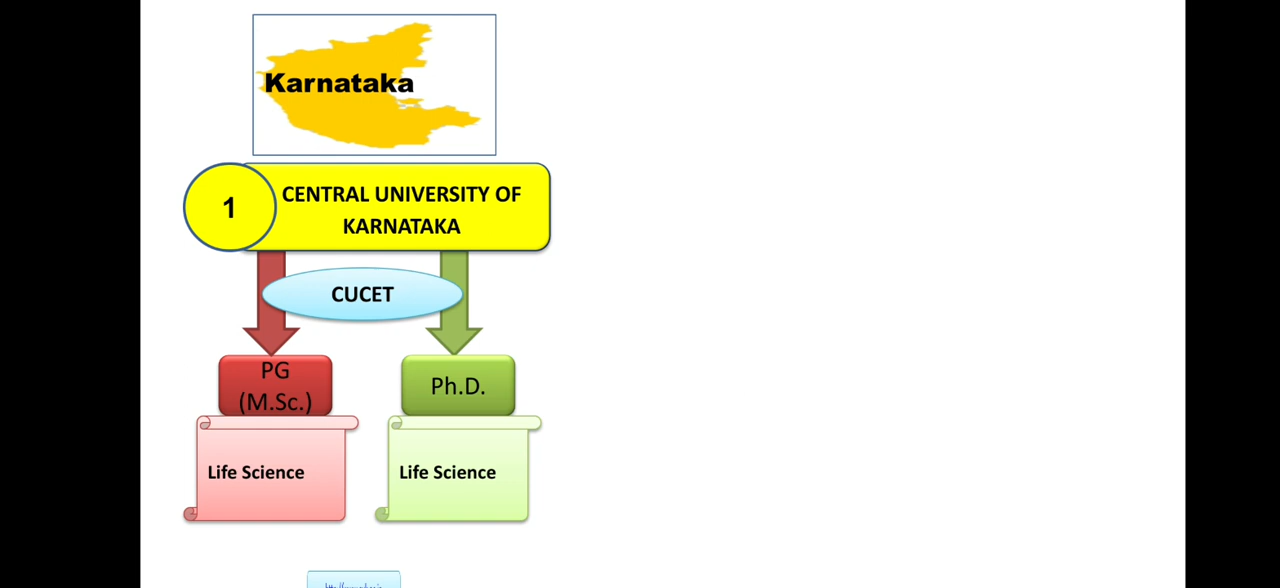 Karnataka
1
CENTRAL UNIVERSITY OF
KARNATAKA
CUCET
PG
(M.Sc.)
Ph.D.
Life Science
Life Science